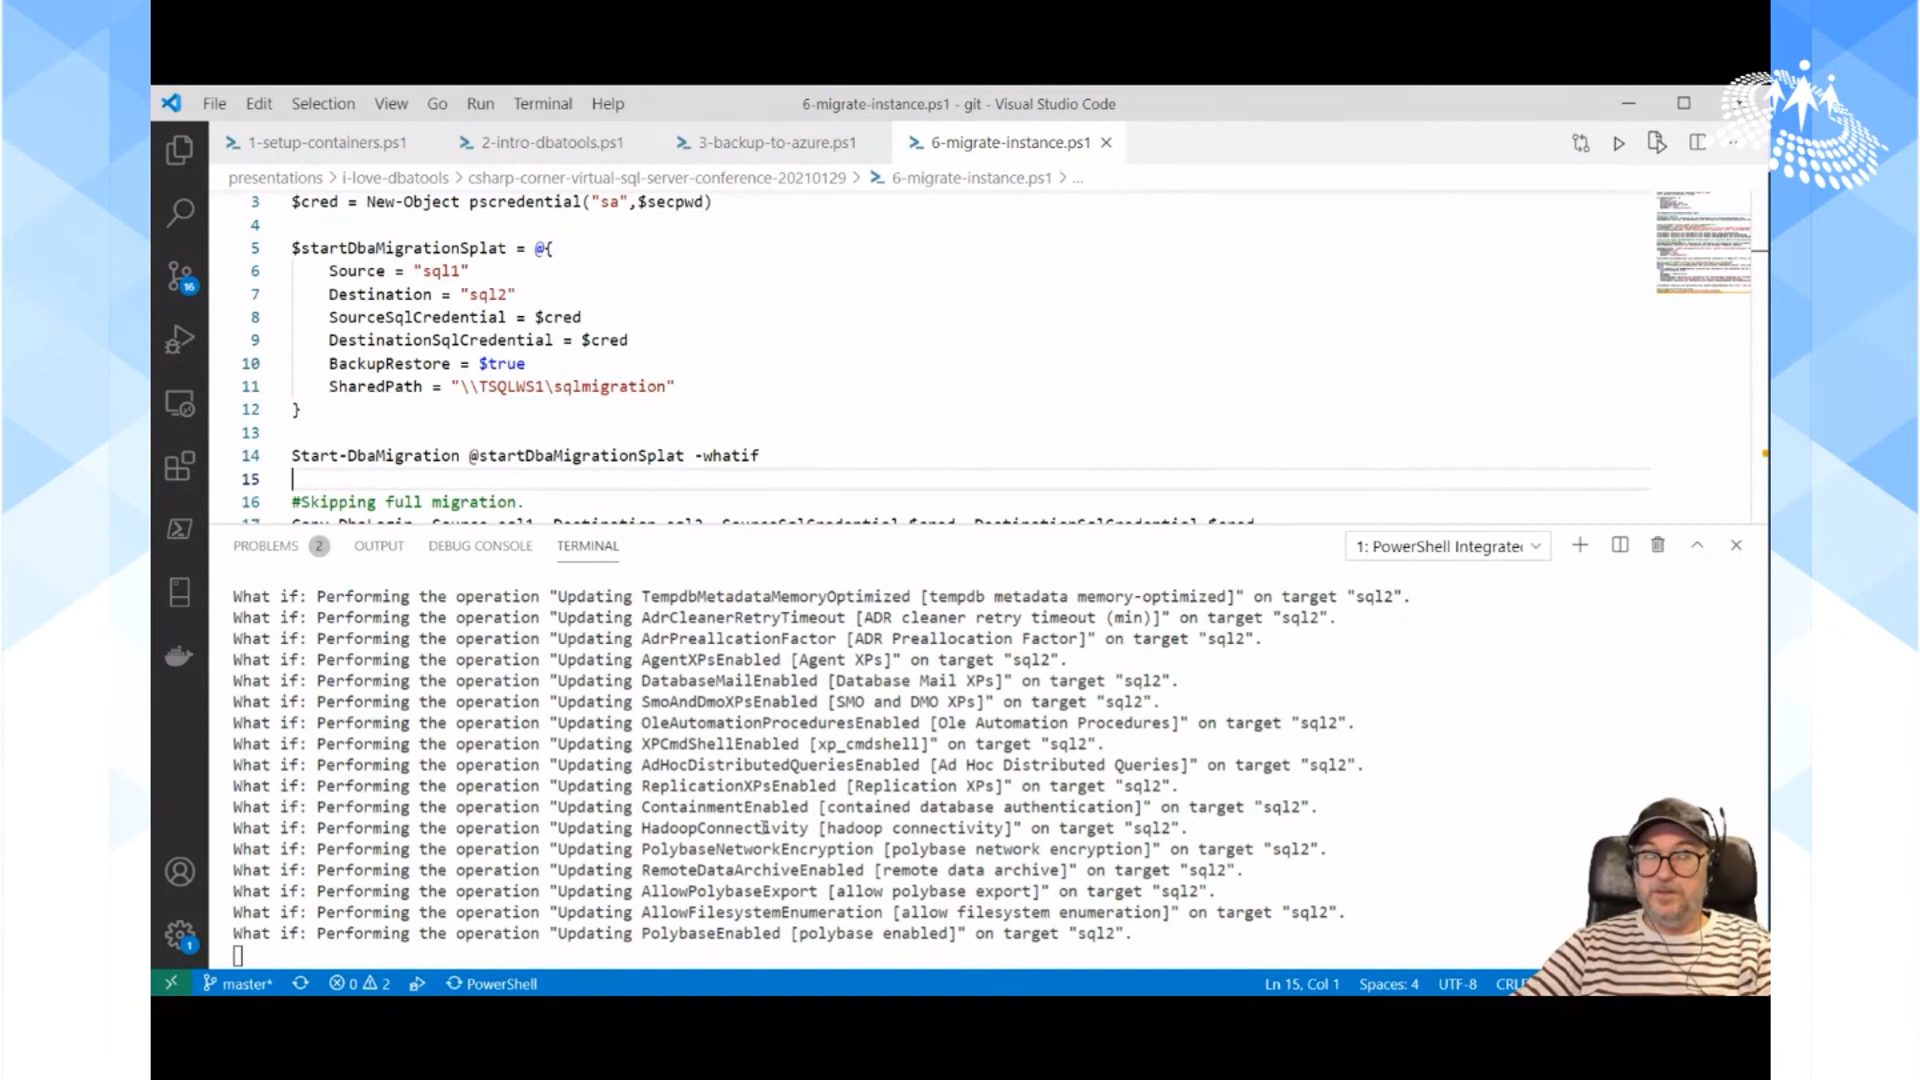 File Edit Selection View Go Run Terminal Help 6-migrate-instance.ps1 - git - Visual Studio Code
1-setup-containers.ps1 2-intro-dbatools.ps1 3-backup-to-azure.ps1 6-migrate-instance.ps1
presentations > i-love-dbatools > csharp-corner-virtual-sql-server-conference-20210129 > 6-migrate-instance.ps1 > ...
3 $cred = New-Object pscredential("sa",$secpwd)
4
5 $startDbaMigrationSplat = @{
6 Source = "sql1"
7 Destination = "sql2"
8 SourceSqlCredential = $cred
9 DestinationSqlCredential = $cred
10 BackupRestore = $true
11 SharedPath = "\\TSQLWS1\sqlmigration"
12 }
13
14 Start-DbaMigration @startDbaMigrationSplat -whatif
15
16 #Skipping full migration.
17 Copy-DbaLogin -Source sql1 -Destination sql2 -SourceSqlCredential $cred -DestinationSqlCredential $cred
PROBLEMS 2 OUTPUT DEBUG CONSOLE TERMINAL 1: PowerShell Integrated
What if: Performing the operation "Updating TempdbMetadataMemoryOptimized [tempdb metadata memory-optimized]" on target "sql2".
What if: Performing the operation "Updating AdrCleanerRetryTimeout [ADR cleaner retry timeout (min)]" on target "sql2".
What if: Performing the operation "Updating AdrPreallcationFactor [ADR Preallocation Factor]" on target "sql2".
What if: Performing the operation "Updating AgentXPsEnabled [Agent XPs]" on target "sql2".
What if: Performing the operation "Updating DatabaseMailEnabled [Database Mail XPs]" on target "sql2".
What if: Performing the operation "Updating SmoAndDmoXPsEnabled [SMO and DMO XPs]" on target "sql2".
What if: Performing the operation "Updating OleAutomationProceduresEnabled [Ole Automation Procedures]" on target "sql2".
What if: Performing the operation "Updating XPCmdShellEnabled [xp_cmdshell]" on target "sql2".
What if: Performing the operation "Updating AdHocDistributedQueriesEnabled [Ad Hoc Distributed Queries]" on target "sql2".
What if: Performing the operation "Updating ReplicationXPsEnabled [Replication XPs]" on target "sql2".
What if: Performing the operation "Updating ContainmentEnabled [contained database authentication]" on target "sql2".
What if: Performing the operation "Updating HadoopConnectivity [hadoop connectivity]" on target "sql2".
What if: Performing the operation "Updating PolybaseNetworkEncryption [polybase network encryption]" on target "sql2".
What if: Performing the operation "Updating RemoteDataArchiveEnabled [remote data archive]" on target "sql2".
What if: Performing the operation "Updating AllowPolybaseExport [allow polybase export]" on target "sql2".
What if: Performing the operation "Updating AllowFilesystemEnumeration [allow filesystem enumeration]" on target "sql2".
What if: Performing the operation "Updating PolybaseEnabled [polybase enabled]" on target "sql2".
16
1
master* 0 2 PowerShell Ln 15, Col 1 Spaces: 4 UTF-8